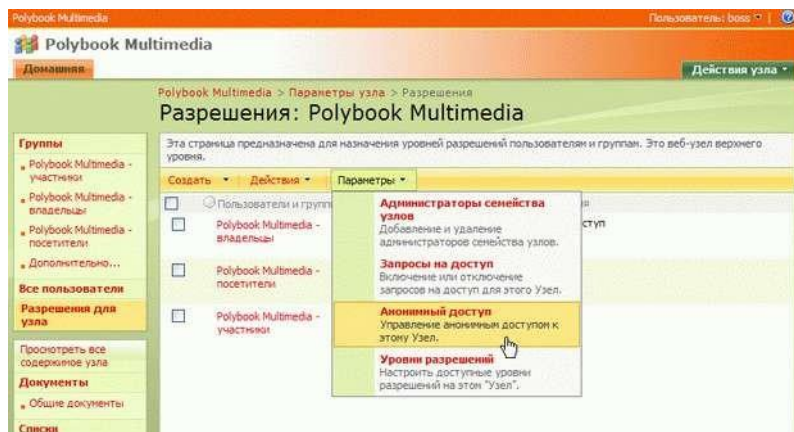 Polybook Multimedia
Пользователь: boss
Polybook Multimedia
Домашняя
Действия узла
Polybook Multimedia > Параметры узла > Разрешения
Разрешения: Polybook Multimedia
Эта страница предназначена для назначения уровней разрешений пользователям и группам. Это веб-узел верхнего
уровня.
Создать Действия Параметры
Группы
Polybook Multimedia -
участники
Polybook Multimedia -
владельцы
Polybook Multimedia -
посетители
Дополнительно...
Все пользователи
Разрешения для
узла
Просмотреть все
содержимое узла
Документы
Общие документы
Списки
Пользователи и
Polybook Multimedia -
владельцы
Polybook Multimedia -
посетители
Polybook Multimedia -
участники
Администраторы семейства
узлов
Добавление и удаление
администраторов семейства узлов.
Запросы на доступ
Включение или отключение
запросов на доступ для этого Узел.
Анонимный доступ
Управление анонимным доступом к
этому Узел.
Уровни разрешений
Настроить доступные уровни
разрешений на этом "Узел".